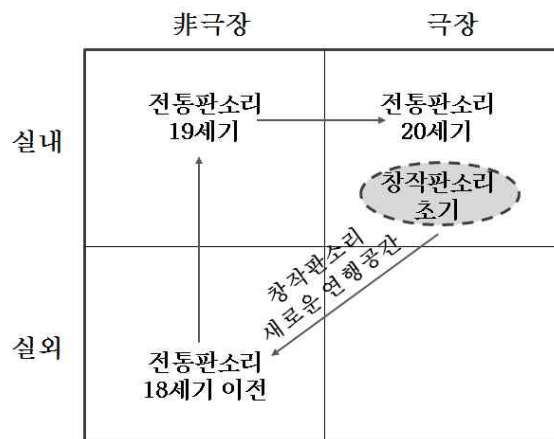 非극장
극장
실내
전통판소리
19세기
전통판소리
20세기
창작판소리
초기
창작판소리
새로운 연행공간
실외
전통판소리
18세기 이전